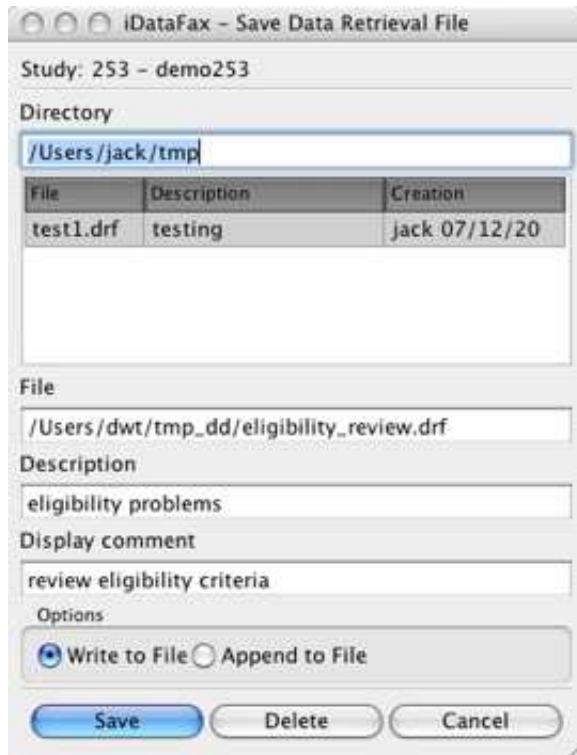 iDataFax - Save Data Retrieval File
Study: 253 - demo253
Directory
/Users/jack/tmp
File Description Creation
test1.drf testing jack 07/12/20
File
/Users/dwt/tmp_dd/eligibility_review.drf
Description
eligibility problems
Display comment
review eligibility criteria
Options
Write to File Append to File
Save Delete Cancel